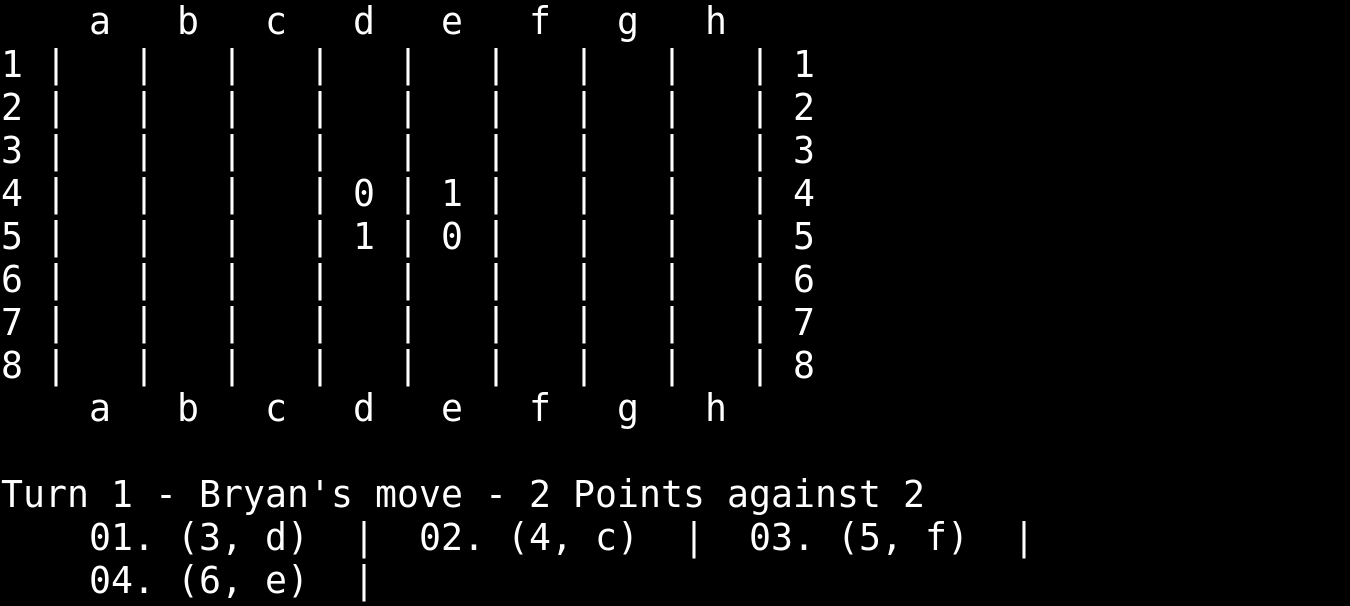 a   b   c   d   e   f   g   h
1 |   |   |   |   |   |   |   |   | 1
2 |   |   |   |   |   |   |   |   | 2
3 |   |   |   |   |   |   |   |   | 3
4 |   |   |   | 0 | 1 |   |   |   | 4
5 |   |   |   | 1 | 0 |   |   |   | 5
6 |   |   |   |   |   |   |   |   | 6
7 |   |   |   |   |   |   |   |   | 7
8 |   |   |   |   |   |   |   |   | 8
    a   b   c   d   e   f   g   h

Turn 1 - Bryan's move - 2 Points against 2
    01. (3, d)  |  02. (4, c)  |  03. (5, f)  |
    04. (6, e)  |